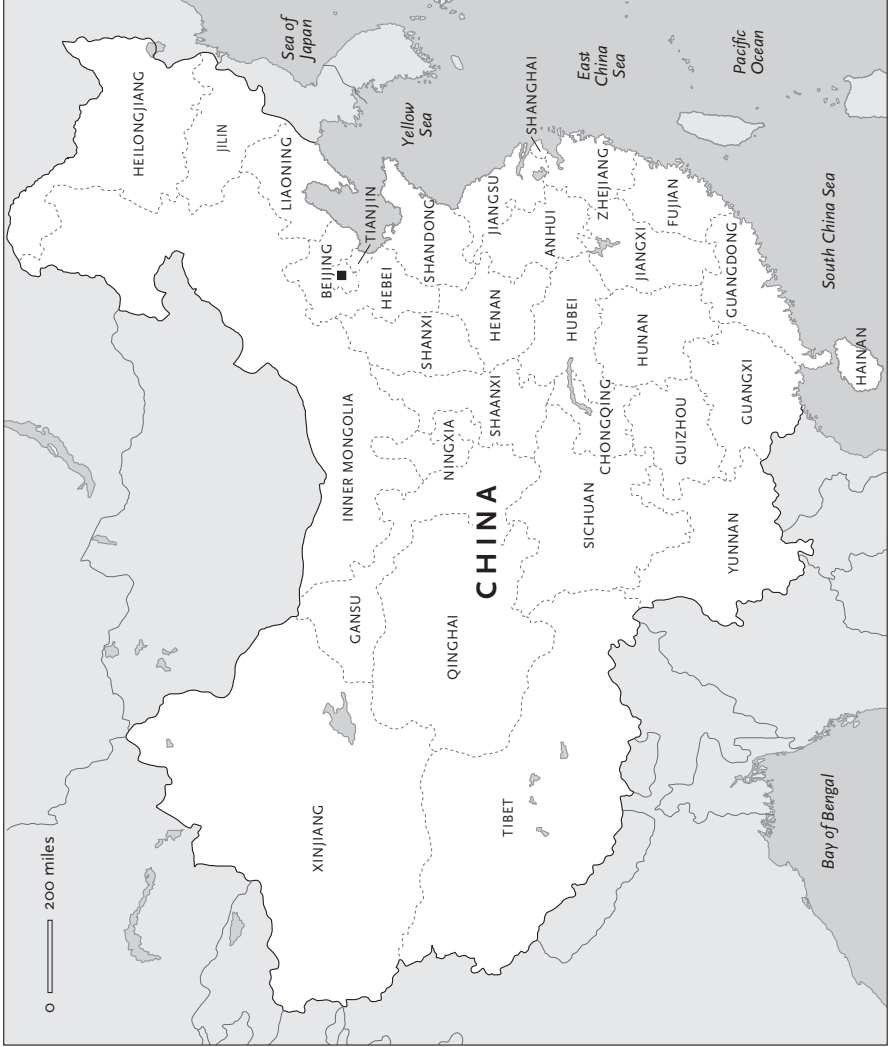 0 200 miles
HEILONGJIANG
JILIN
LIAONING
Sea of
Japan
INNER MONGOLIA
BEIJING
TIANJIN
HEBEI
XINJIANG
GANSU
NINGXIA
SHANXI
SHANDONG
Yellow
Sea
QINGHAI
CHINA
SHAANXI
HENAN
JIANGSU
SHANGHAI
TIBET
SICHUAN
CHONGQING
HUBEI
ANHUI
ZHEJIANG
East
China
Sea
HUNAN
JIANGXI
FUJIAN
GUIZHOU
YUNNAN
GUANGXI
GUANGDONG
Pacific
Ocean
Bay of Bengal
HAINAN
South China Sea